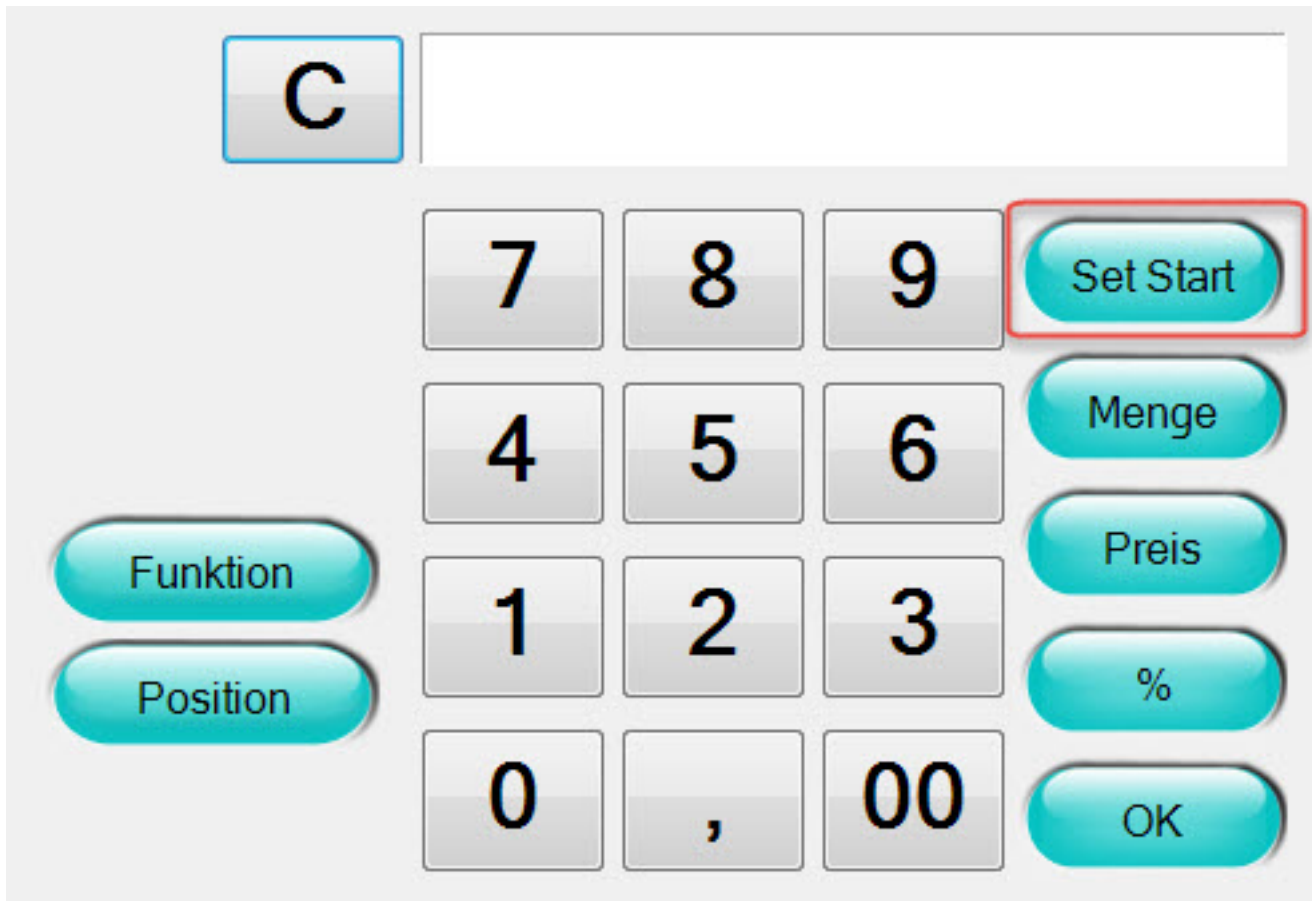 C
7 8 9 Set Start
4 5 6 Menge
Preis
Funktion
1 2 3
Position
%
0 , 00 OK